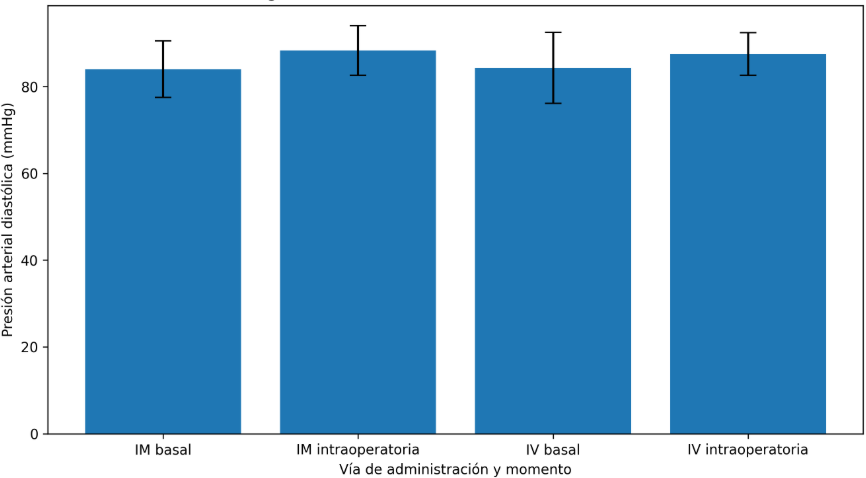 Presión arterial diastólica (mmHg)
80
60
40
20
0
IM basal
IM intraoperatoria
IV basal
IV intraoperatoria
Vía de administración y momento